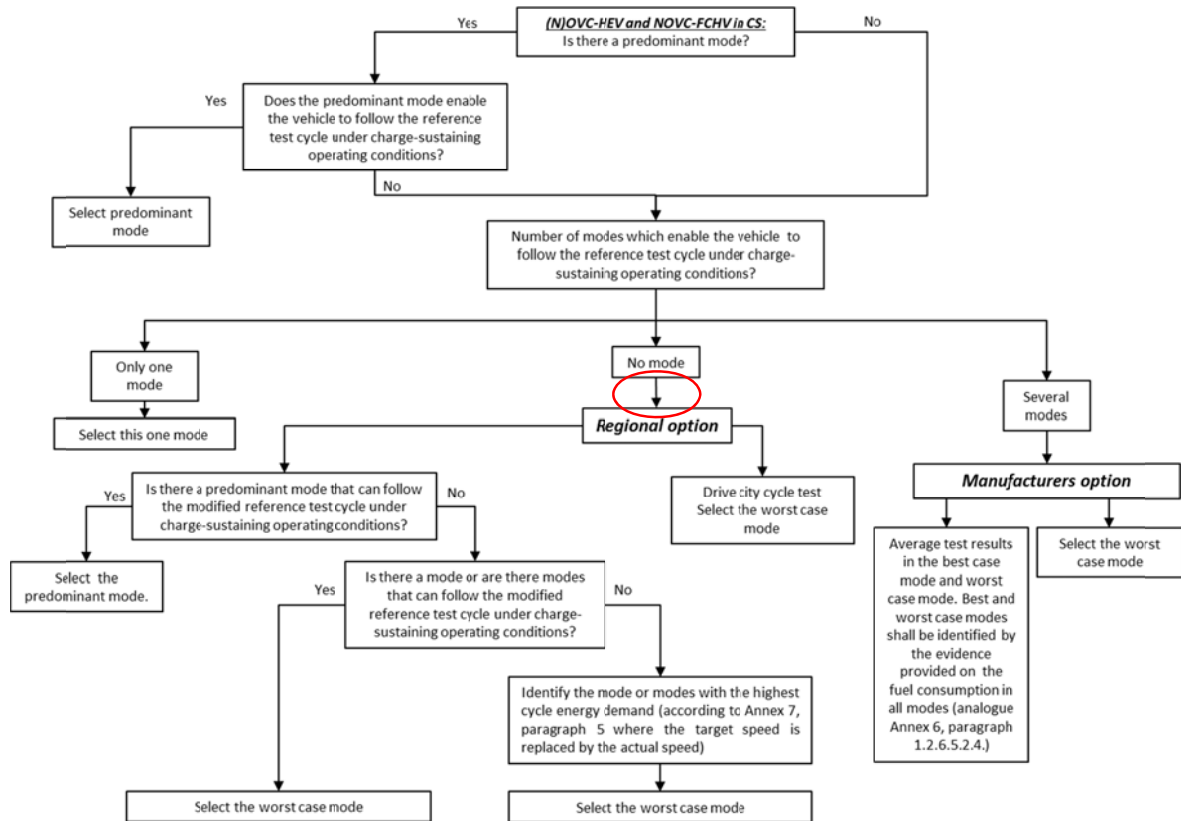 Yes
(N)OVC-HEV and NOVC-FCHV in CS:
Is there a predominant mode?
No
Yes
Does the predominant mode enable
the vehicle to follow the reference
test cycle under charge-sustaining
operating conditions?
No
Select predominant
mode
Number of modes which enable the vehicle to
follow the reference test cycle under charge-
sustaining operating conditions?
Only one
mode
Select this one mode
No mode
Regional option
Several
modes
Manufacturers option
Yes
Is there a predominant mode that can follow
the modified reference test cycle under
charge-sustaining operating conditions?
No
Drive city cycle test
Select the worst case
mode
Select the
predominant mode.
Yes
Is there a mode or are there modes
that can follow the modified
reference test cycle under charge-
sustaining operating conditions?
No
Average test results
in the best case
mode and worst
case mode. Best and
worst case modes
shall be identified by
the evidence
provided on the
fuel consumption in
all modes (analogue
Annex 6, paragraph
1.2.6.5.2.4.)
Select the worst
case mode
Identify the mode or modes with the highest
cycle energy demand (according to Annex 7,
paragraph 5 where the target speed is
replaced by the actual speed)
Select the worst case mode
Select the worst case mode